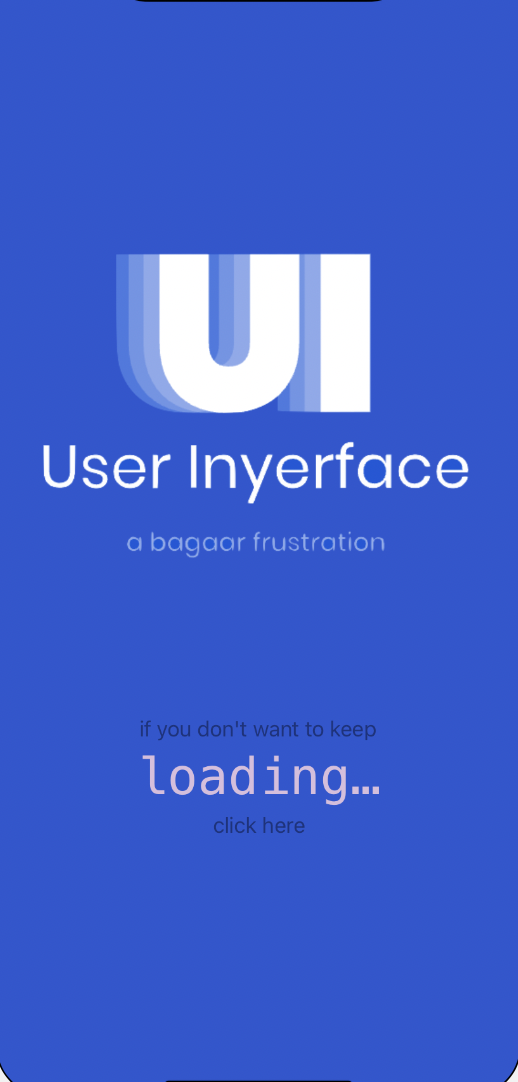 UI
User Inyerface
a bagaar frustration
if you don't want to keep
loading…
click here